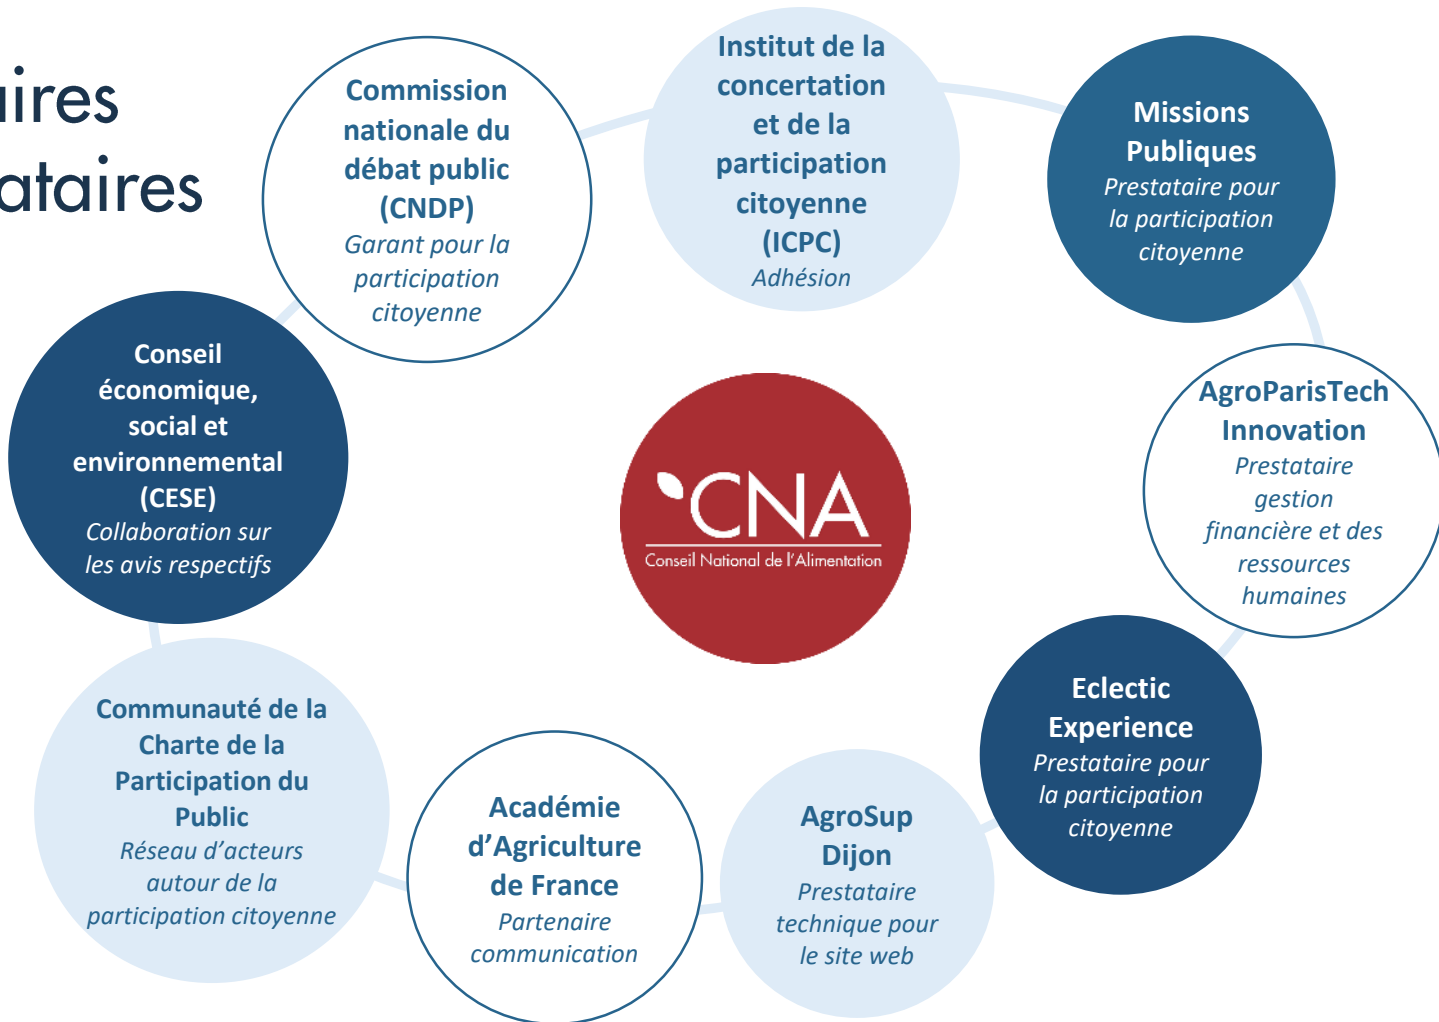 Commission
nationale du
débat public
(CNDP)
Garant pour la
participation
citoyenne
Institut de la
concertation
et de la
participation
citoyenne
(ICPC)
Adhésion
Missions
Publiques
Prestataire pour
la participation
citoyenne
AgroParisTech
Innovation
Prestataire
gestion
financière et des
ressources
humaines
Eclectic
Experience
Prestataire pour
la participation
citoyenne
AgroSup
Dijon
Prestataire
technique pour
le site web
Académie
d’Agriculture
de France
Partenaire
communication
Communauté de la
Charte de la
Participation du
Public
Réseau d’acteurs
autour de la
participation citoyenne
Conseil
économique,
social et
environnemental
(CESE)
Collaboration sur
les avis respectifs
CNA
Conseil National de l’Alimentation